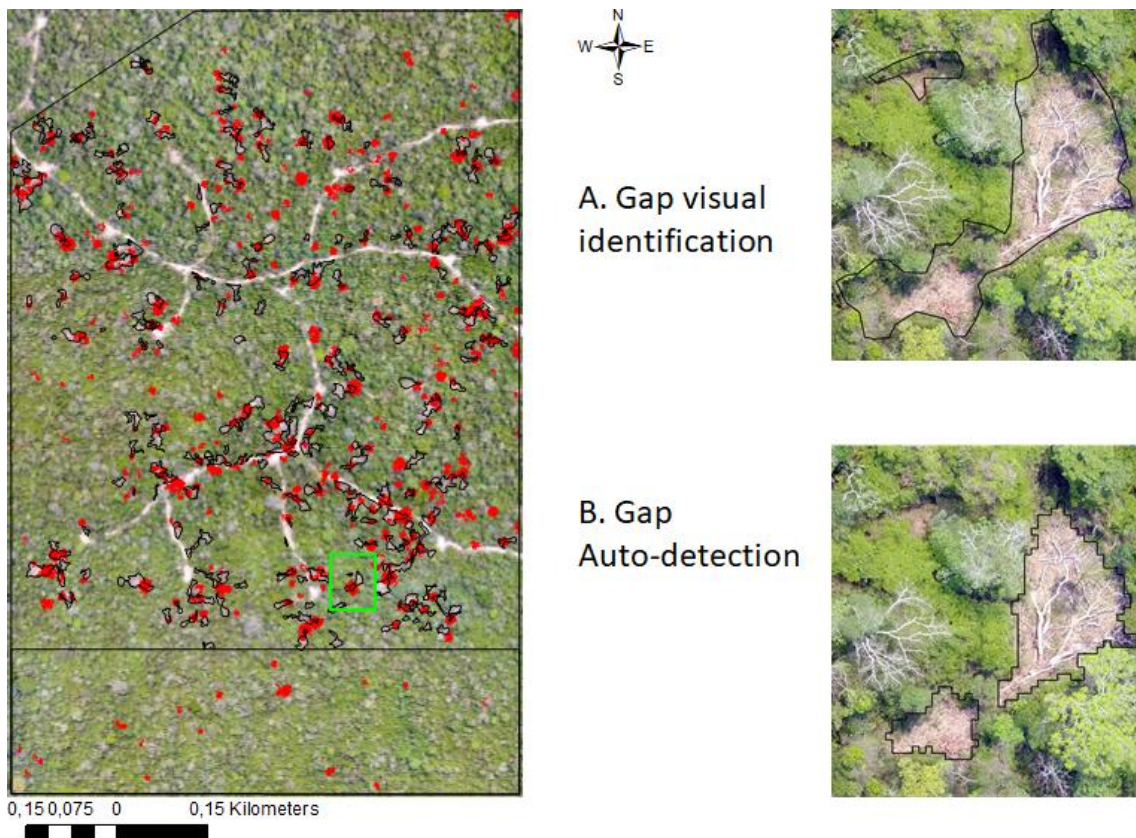 N
W E
S
A. Gap visual
identification
B. Gap
Auto-detection
0,15 0,075 0 0,15 Kilometers